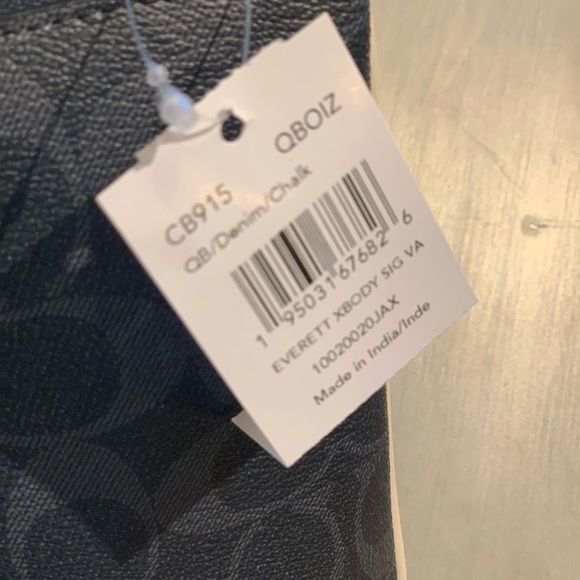 CB915 QBOIZ
QB/Denim/Chalk
1 95031 67682 6
EVERETT XBODY SIG VA
10020020JAX
Made in India/Inde